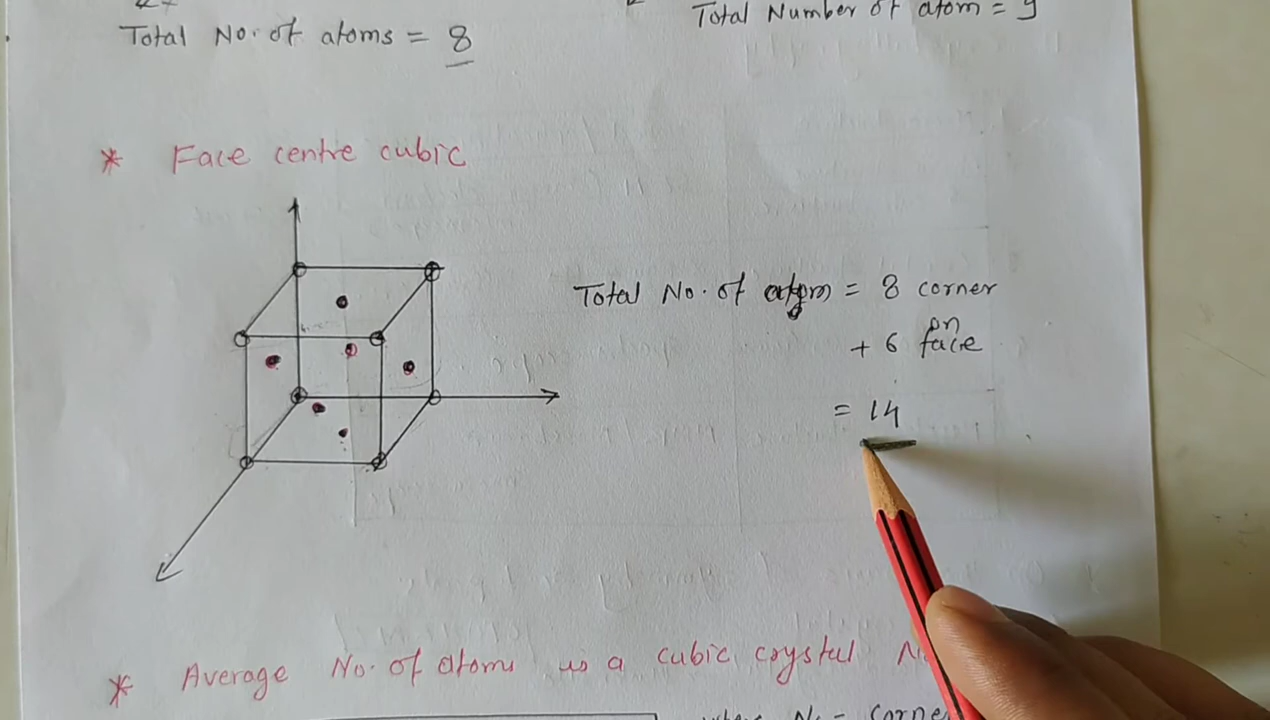 Total No. of atoms = 8
Total Number of atom = 9
* Face centre cubic
Total No. of atom = 8 corner
+ 6 on face
= 14
* Average No. of atoms in a cubic crystal
Corner